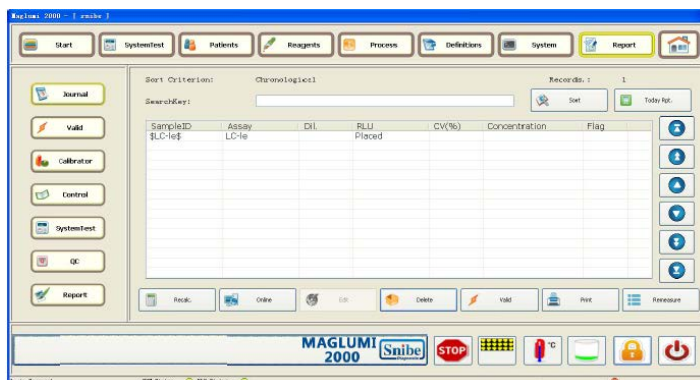 Maglumi 2000 - [ snibe ]
Start SystemTest Patients Reagents Process Definitions System Report
Sort Criterion: Chronologicel Records.: 1
Journal
SearchKey: Sort Today Rpt.
SampleID Assay Dil. RLU CV(%) Concentration Flag
$LC-le$ LC-le Placed
Valid
Calibrator
Control
SystemTest
QC
Report
Recalc. Online Edit Delete Valid Print Remeasure
MAGLUMI 2000 Snibe STOP °C